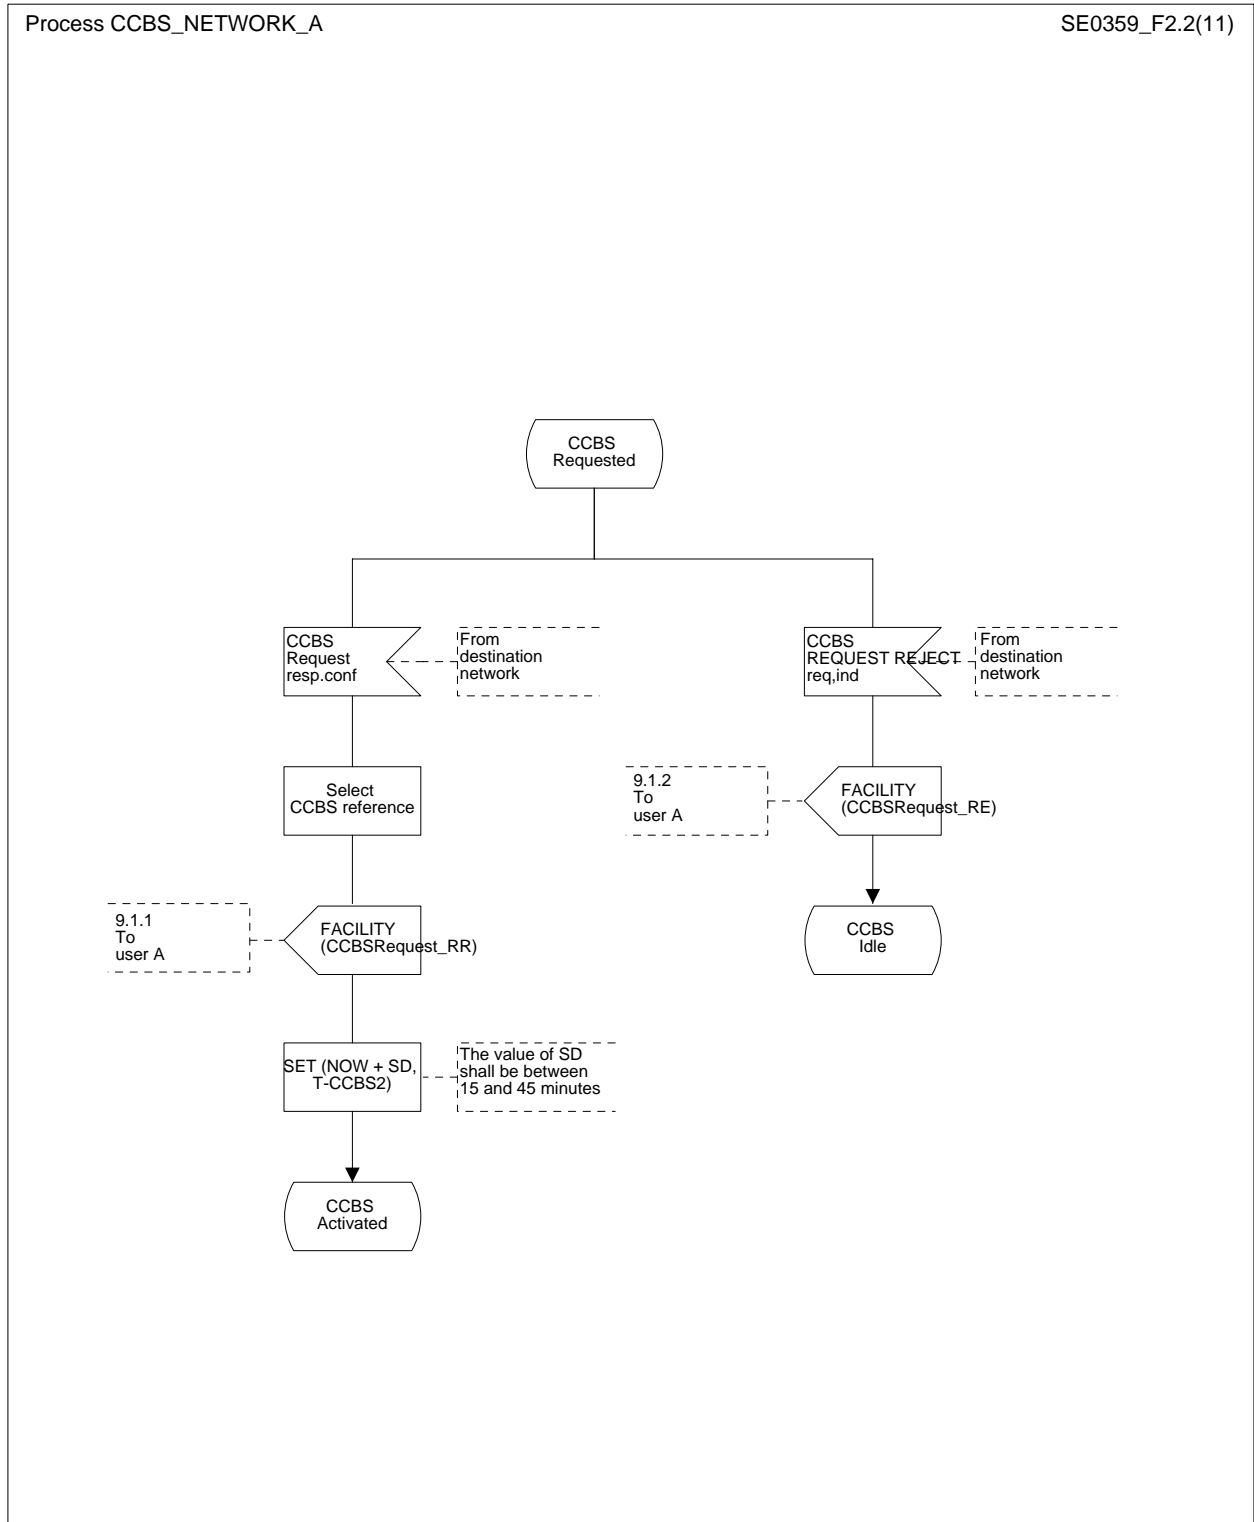 Process CCBS_NETWORK_A
SE0359_F2.2(11)
CCBS
Requested
CCBS
Request
resp.conf
From
destination
network
CCBS
REQUEST REJECT
req,ind
From
destination
network
Select
CCBS reference
9.1.2
To
user A
FACILITY
(CCBSRequest_RE)
9.1.1
To
user A
FACILITY
(CCBSRequest_RR)
CCBS
Idle
SET (NOW + SD,
T-CCBS2)
The value of SD
shall be between
15 and 45 minutes
CCBS
Activated